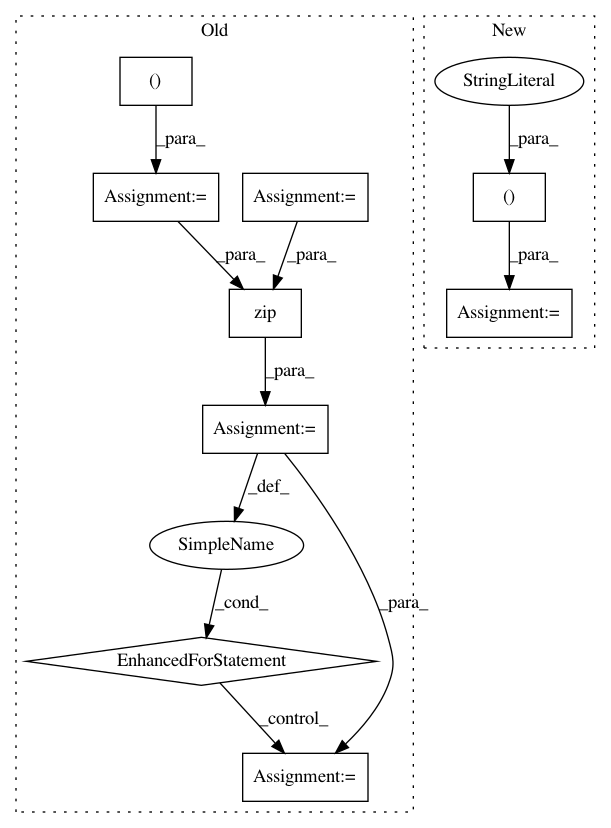 Old
New
()
StringLiteral
_para_
_para_
Assignment:=
Assignment:=
()
_para_
_para_
_para_
zip
Assignment:=
_para_
Assignment:=
_def_
SimpleName
_cond_
_para_
EnhancedForStatement
_control_
Assignment:=